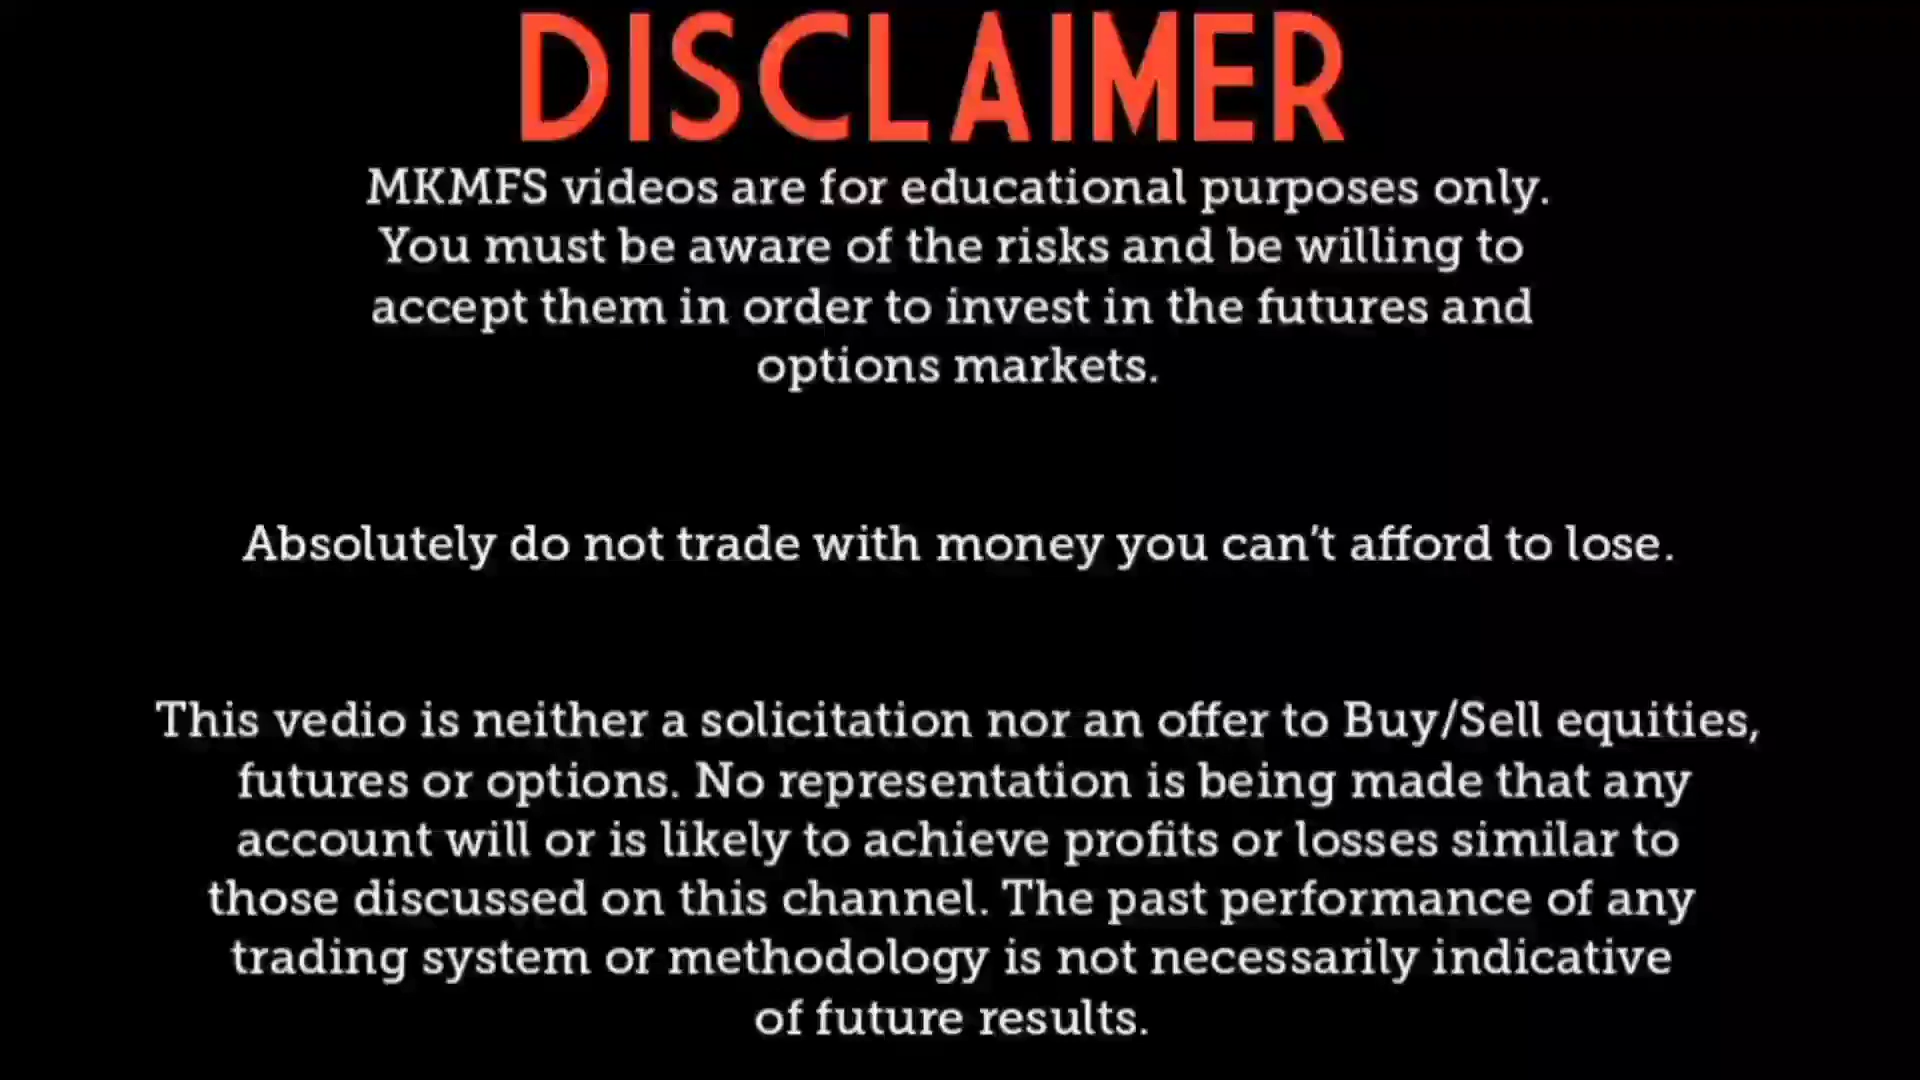 DISCLAIMER
MKMFS videos are for educational purposes only.
You must be aware of the risks and be willing to
accept them in order to invest in the futures and
options markets.
Absolutely do not trade with money you can't afford to lose.
This vedio is neither a solicitation nor an offer to Buy/Sell equities,
futures or options. No representation is being made that any
account will or is likely to achieve profits or losses similar to
those discussed on this channel. The past performance of any
trading system or methodology is not necessarily indicative
of future results.